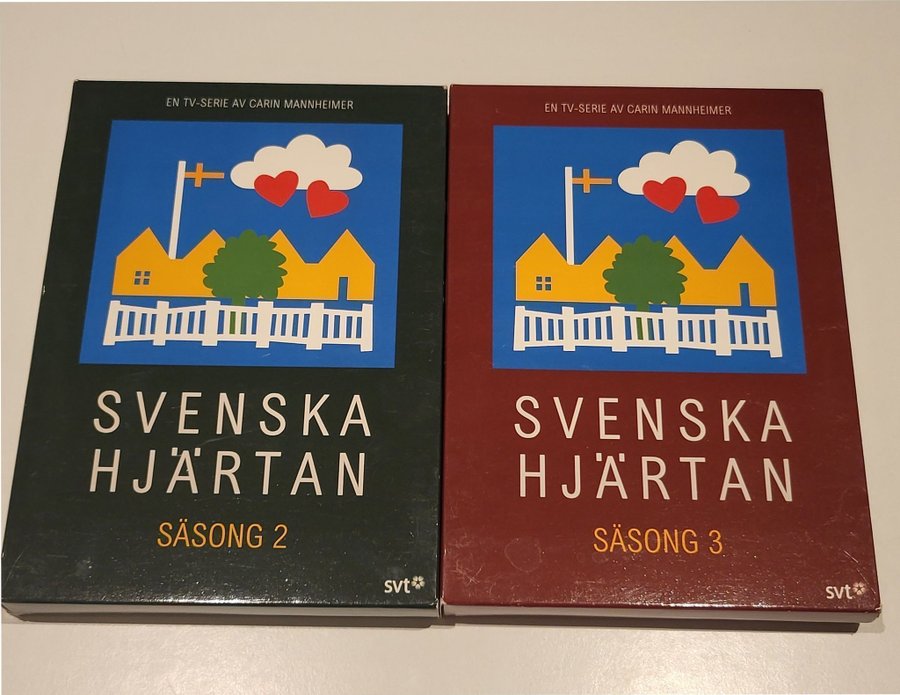 EN TV-SERIE AV CARIN MANNHEIMER
SVENSKA
HJÄRTAN
SÄSONG 2
svt
EN TV-SERIE AV CARIN MANNHEIMER
SVENSKA
HJÄRTAN
SÄSONG 3
svt